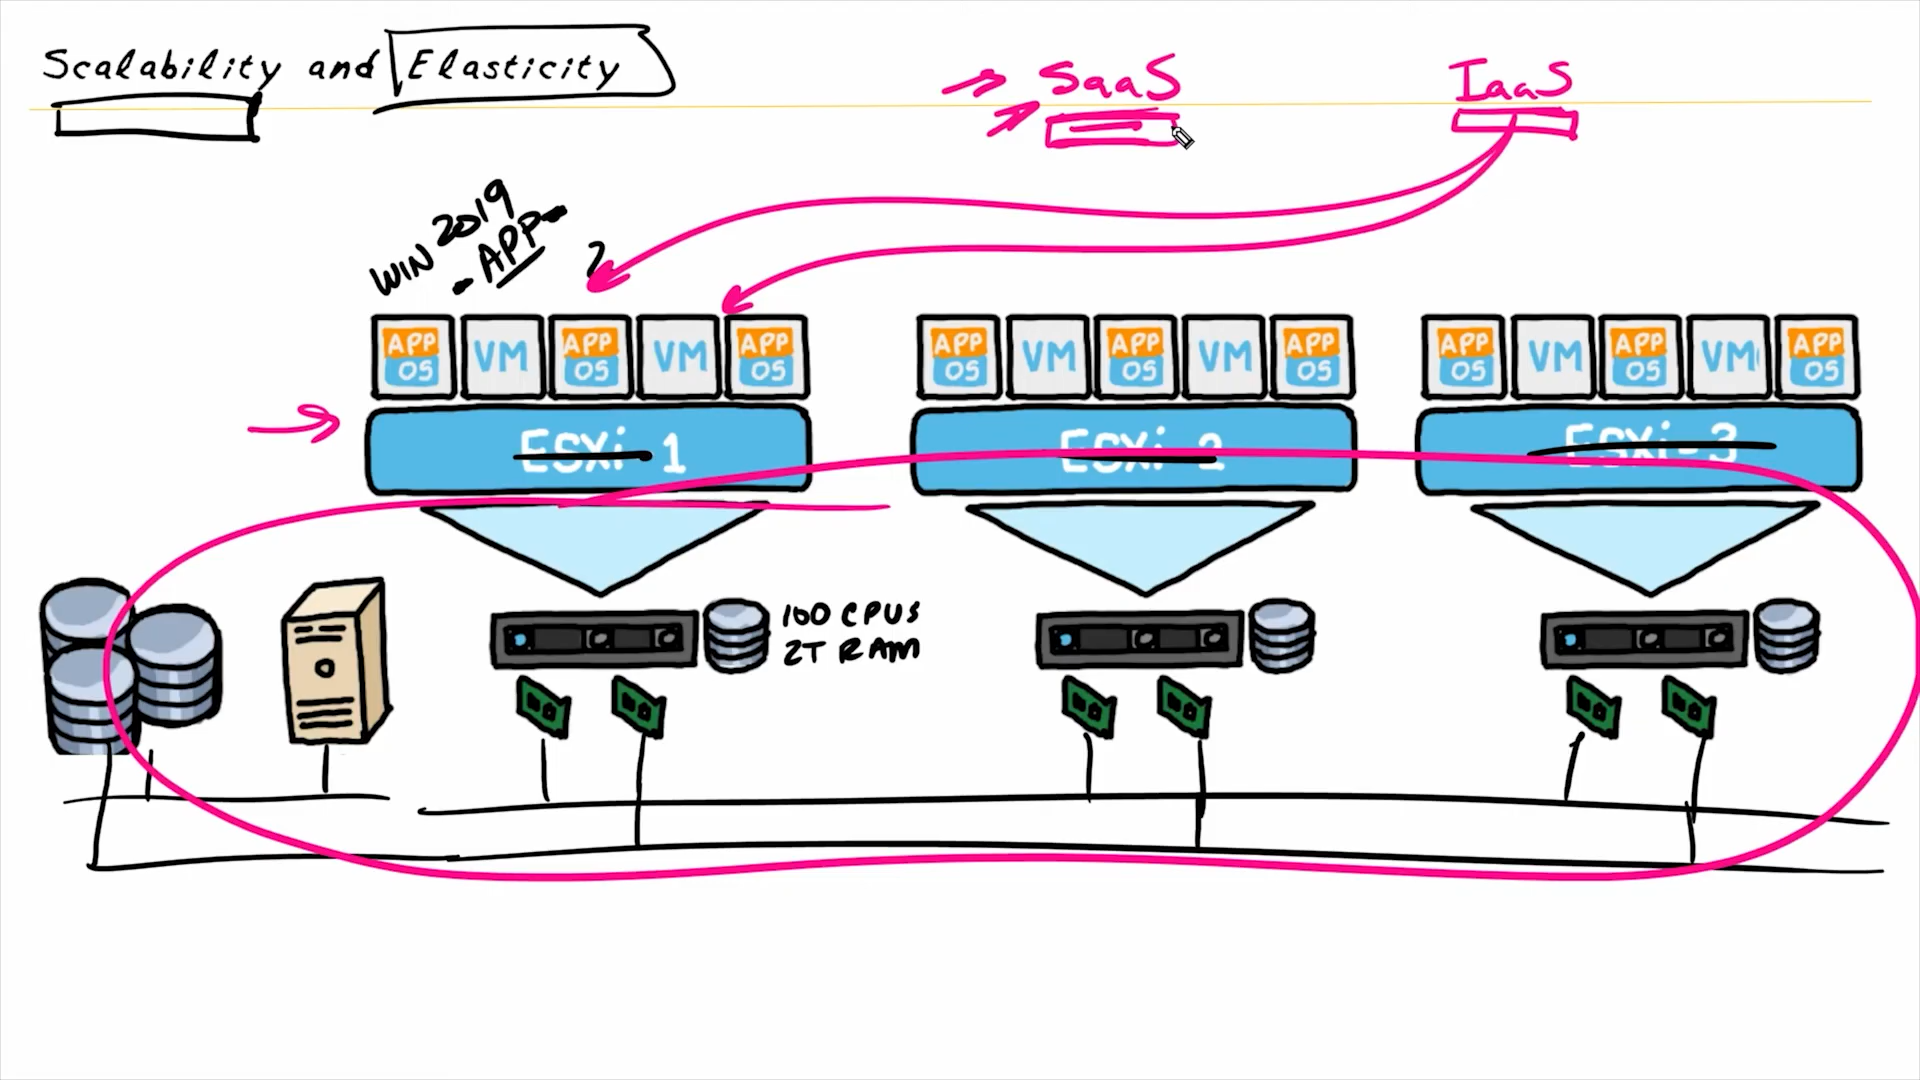 Scalability and Elasticity
SaaS
IaaS
WIN 2019
- APP -
2
APP OS VM APP OS VM APP OS
APP OS VM APP OS VM APP OS
APP OS VM APP OS VM APP OS
ESXi-1
ESXi-2
ESXi-3
100 CPUS
2T RAM